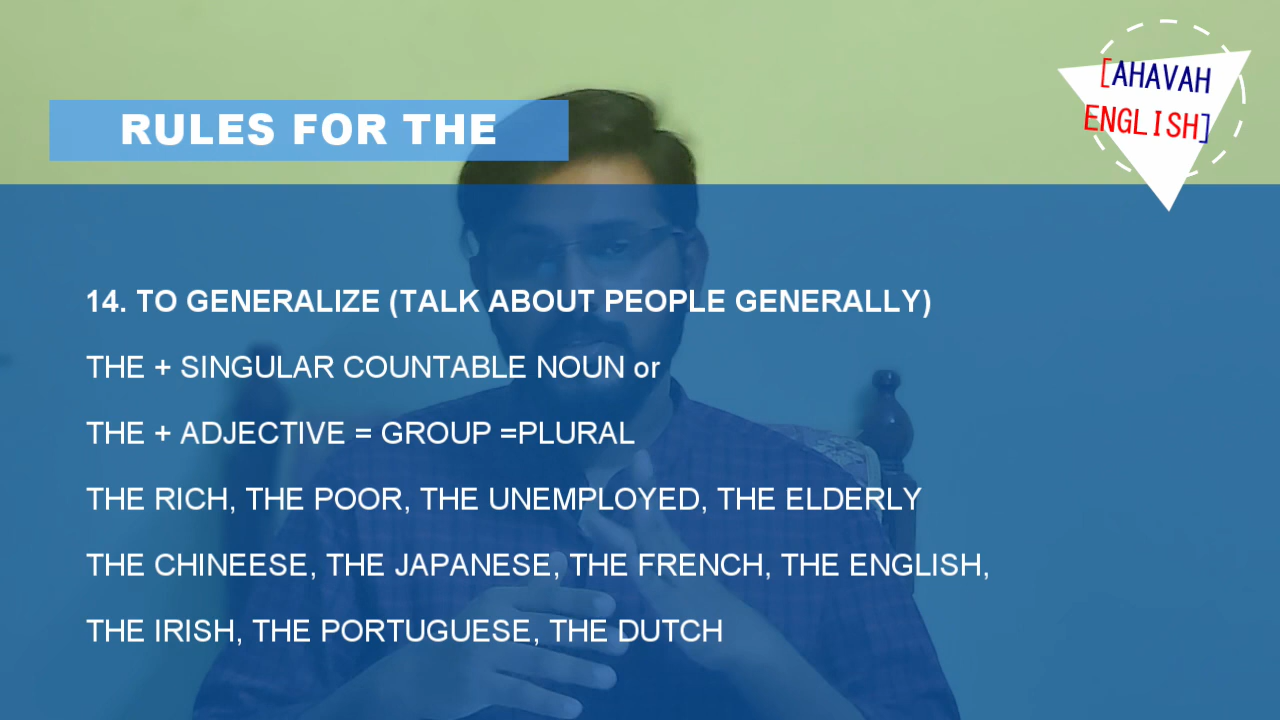 [AHAVAH
ENGLISH]
RULES FOR THE
14. TO GENERALIZE (TALK ABOUT PEOPLE GENERALLY)
THE + SINGULAR COUNTABLE NOUN or
THE + ADJECTIVE = GROUP =PLURAL
THE RICH, THE POOR, THE UNEMPLOYED, THE ELDERLY
THE CHINEESE, THE JAPANESE, THE FRENCH, THE ENGLISH,
THE IRISH, THE PORTUGUESE, THE DUTCH